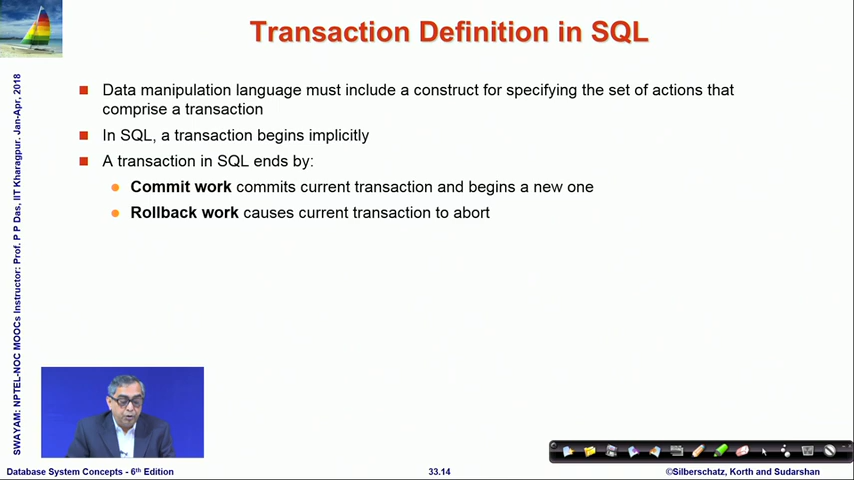 Transaction Definition in SQL
Data manipulation language must include a construct for specifying the set of actions that
comprise a transaction
In SQL, a transaction begins implicitly
A transaction in SQL ends by:
Commit work commits current transaction and begins a new one
Rollback work causes current transaction to abort
SWAYAM: NPTEL-NOC MOOCs Instructor: Prof. P P Das, IIT Kharagpur. Jan-Apr, 2018
Database System Concepts - 6th Edition
33.14
©Silberschatz, Korth and Sudarshan